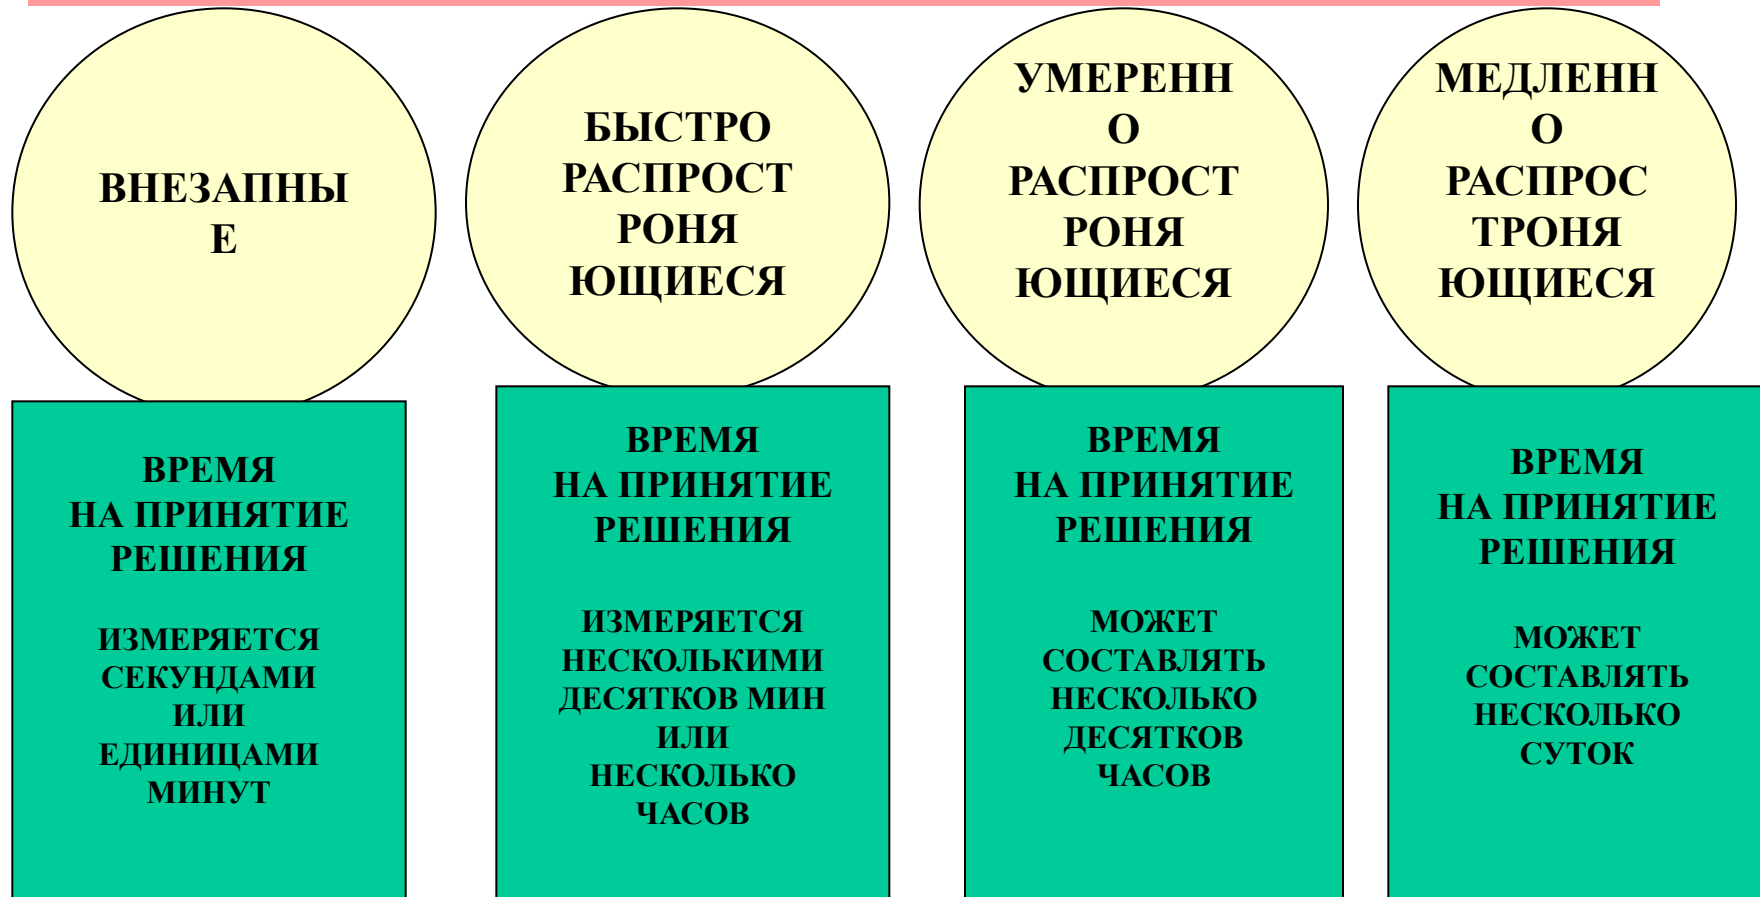 ВНЕЗАПНЫ
Е
БЫСТРО
РАСПРОСТ
РОНЯ
ЮЩИЕСЯ
УМЕРЕНН
О
РАСПРОСТ
РОНЯ
ЮЩИЕСЯ
МЕДЛЕНН
О
РАСПРОС
ТРОНЯ
ЮЩИЕСЯ
ВРЕМЯ
НА ПРИНЯТИЕ
РЕШЕНИЯ
ИЗМЕРЯЕТСЯ
СЕКУНДАМИ
ИЛИ
ЕДИНИЦАМИ
МИНУТ
ВРЕМЯ
НА ПРИНЯТИЕ
РЕШЕНИЯ
ИЗМЕРЯЕТСЯ
НЕСКОЛЬКИМИ
ДЕСЯТКОВ МИН
ИЛИ
НЕСКОЛЬКО
ЧАСОВ
ВРЕМЯ
НА ПРИНЯТИЕ
РЕШЕНИЯ
МОЖЕТ
СОСТАВЛЯТЬ
НЕСКОЛЬКО
ДЕСЯТКОВ
ЧАСОВ
ВРЕМЯ
НА ПРИНЯТИЕ
РЕШЕНИЯ
МОЖЕТ
СОСТАВЛЯТЬ
НЕСКОЛЬКО
СУТОК